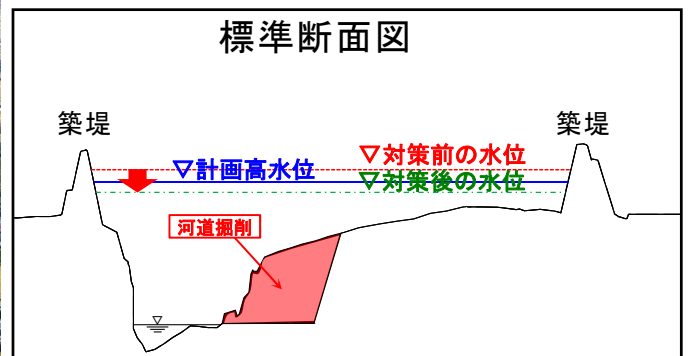 標準断面図
築堤
築堤
▽対策前の水位
▽計画高水位
▽対策後の水位
河道掘削